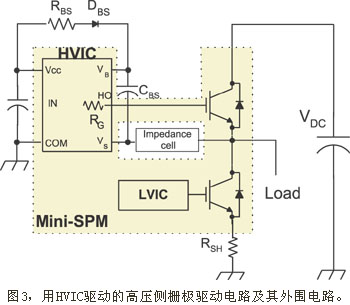 RBS DBS
HVIC
Vcc VB
CBS
IN HO
RG
VDC
COM VS
Impedance
cell
Load
LVIC
Mini-SPM
RSH
图3，用HVIC驱动的高压侧栅极驱动电路及其外围电路。